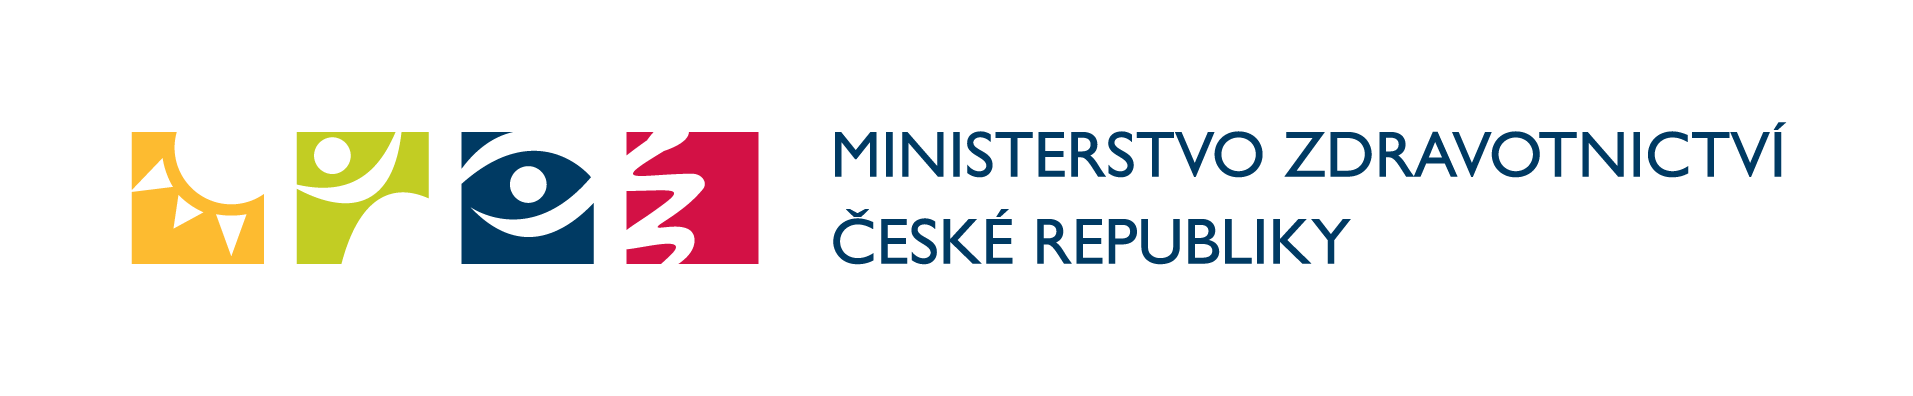 MINISTERSTVO ZDRAVOTNICTVÍ
ČESKÉ REPUBLIKY